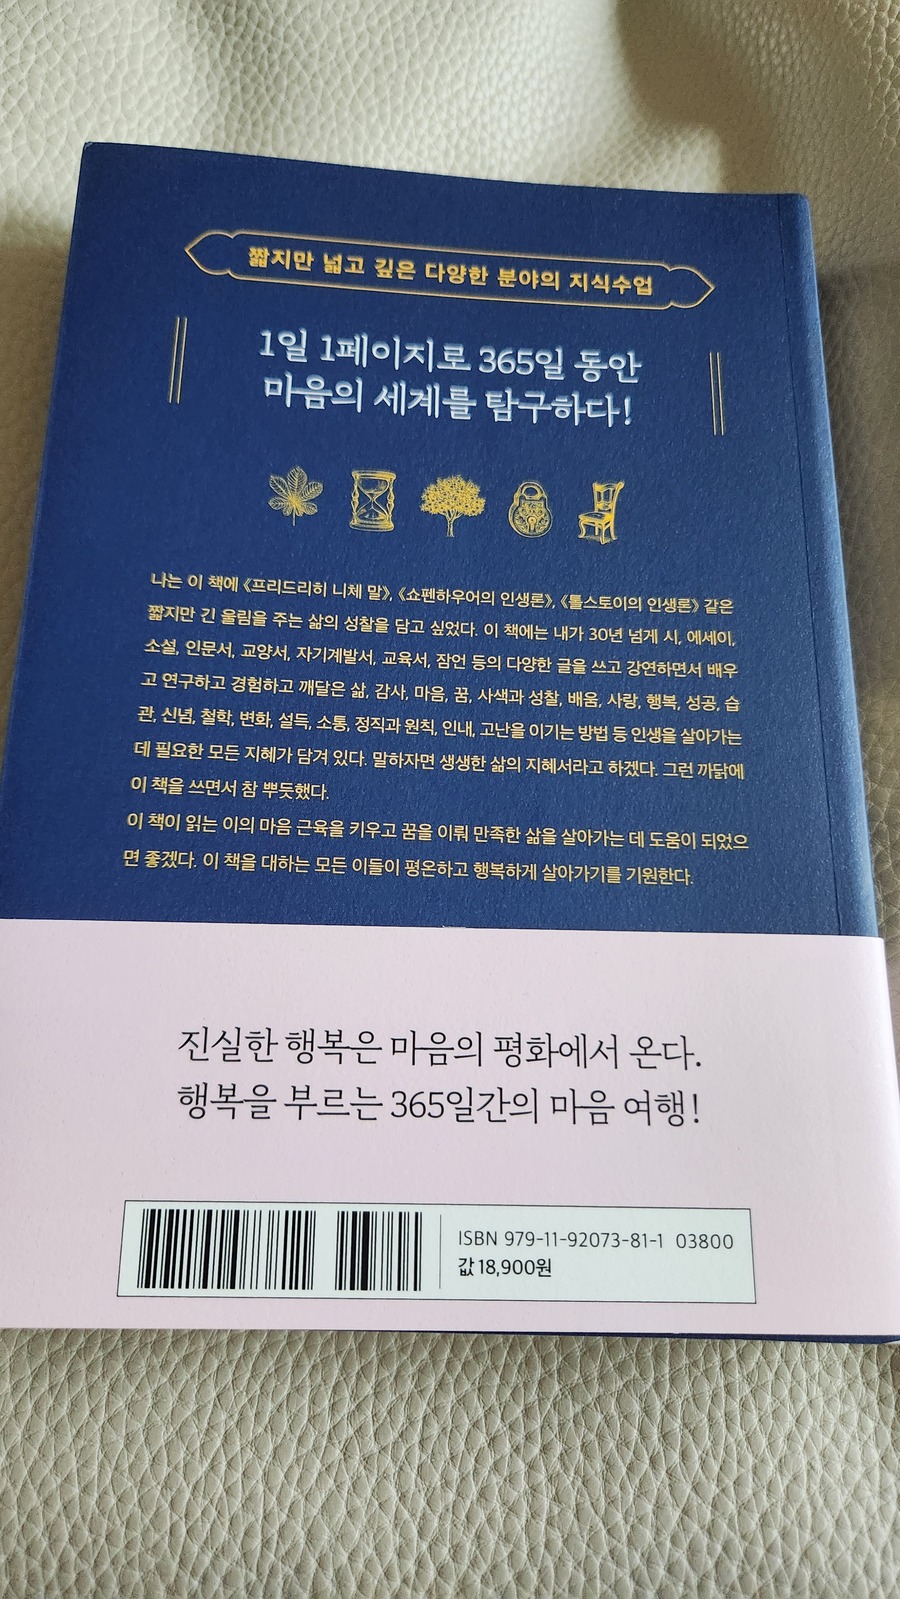 짧지만 넓고 깊은 다양한 분야의 지식수업
1일 1페이지로 365일 동안
마음의 세계를 탐구하다!
나는 이 책에 《프리드리히 니체 말》, 《쇼펜하우어의 인생론》, 《톨스토이의 인생론》 같은
짧지만 긴 울림을 주는 삶의 성찰을 담고 싶었다. 이 책에는 내가 30년 넘게 시, 에세이,
소설, 인문서, 교양서, 자기계발서, 교육서, 잠언 등의 다양한 글을 쓰고 강연하면서 배우
고 연구하고 경험하고 깨달은 삶, 감사, 마음, 꿈, 사색과 성찰, 배움, 사랑, 행복, 성공, 습
관, 신념, 철학, 변화, 설득, 소통, 정직과 원칙, 인내, 고난을 이기는 방법 등 인생을 살아가는
데 필요한 모든 지혜가 담겨 있다. 말하자면 생생한 삶의 지혜서라고 하겠다. 그런 까닭에
이 책을 쓰면서 참 뿌듯했다.
이 책이 읽는 이의 마음 근육을 키우고 꿈을 이뤄 만족한 삶을 살아가는 데 도움이 되었으
면 좋겠다. 이 책을 대하는 모든 이들이 평온하고 행복하게 살아가기를 기원한다.
진실한 행복은 마음의 평화에서 온다.
행복을 부르는 365일간의 마음 여행!
ISBN 979-11-92073-81-1 03800
값 18,900원